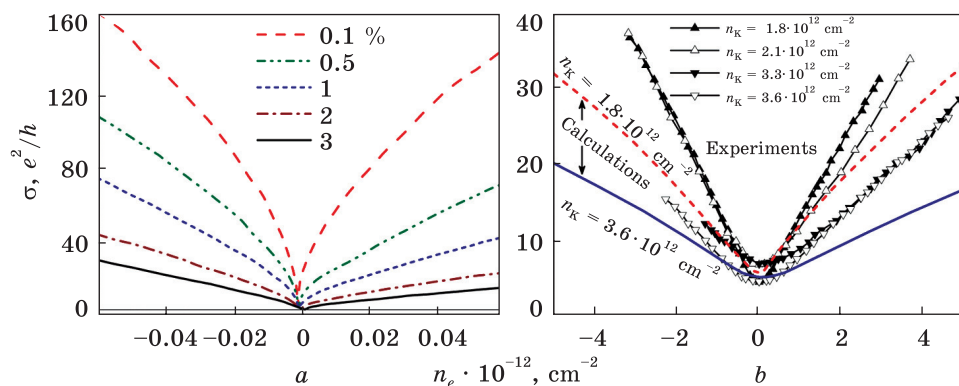 σ, e²/h
160
120
80
40
0
0.1 %
0.5
1
2
3
−0.04
−0.02
0
0.02
0.04
a
nₑ · 10⁻¹², cm⁻²
40
30
20
10
0
n_K = 1.8·10¹² cm⁻²
n_K = 2.1·10¹² cm⁻²
n_K = 3.3·10¹² cm⁻²
n_K = 3.6·10¹² cm⁻²
n_K = 1.8·10¹² cm⁻²
Calculations
Experiments
n_K = 3.6·10¹² cm⁻²
−4
−2
0
2
4
b